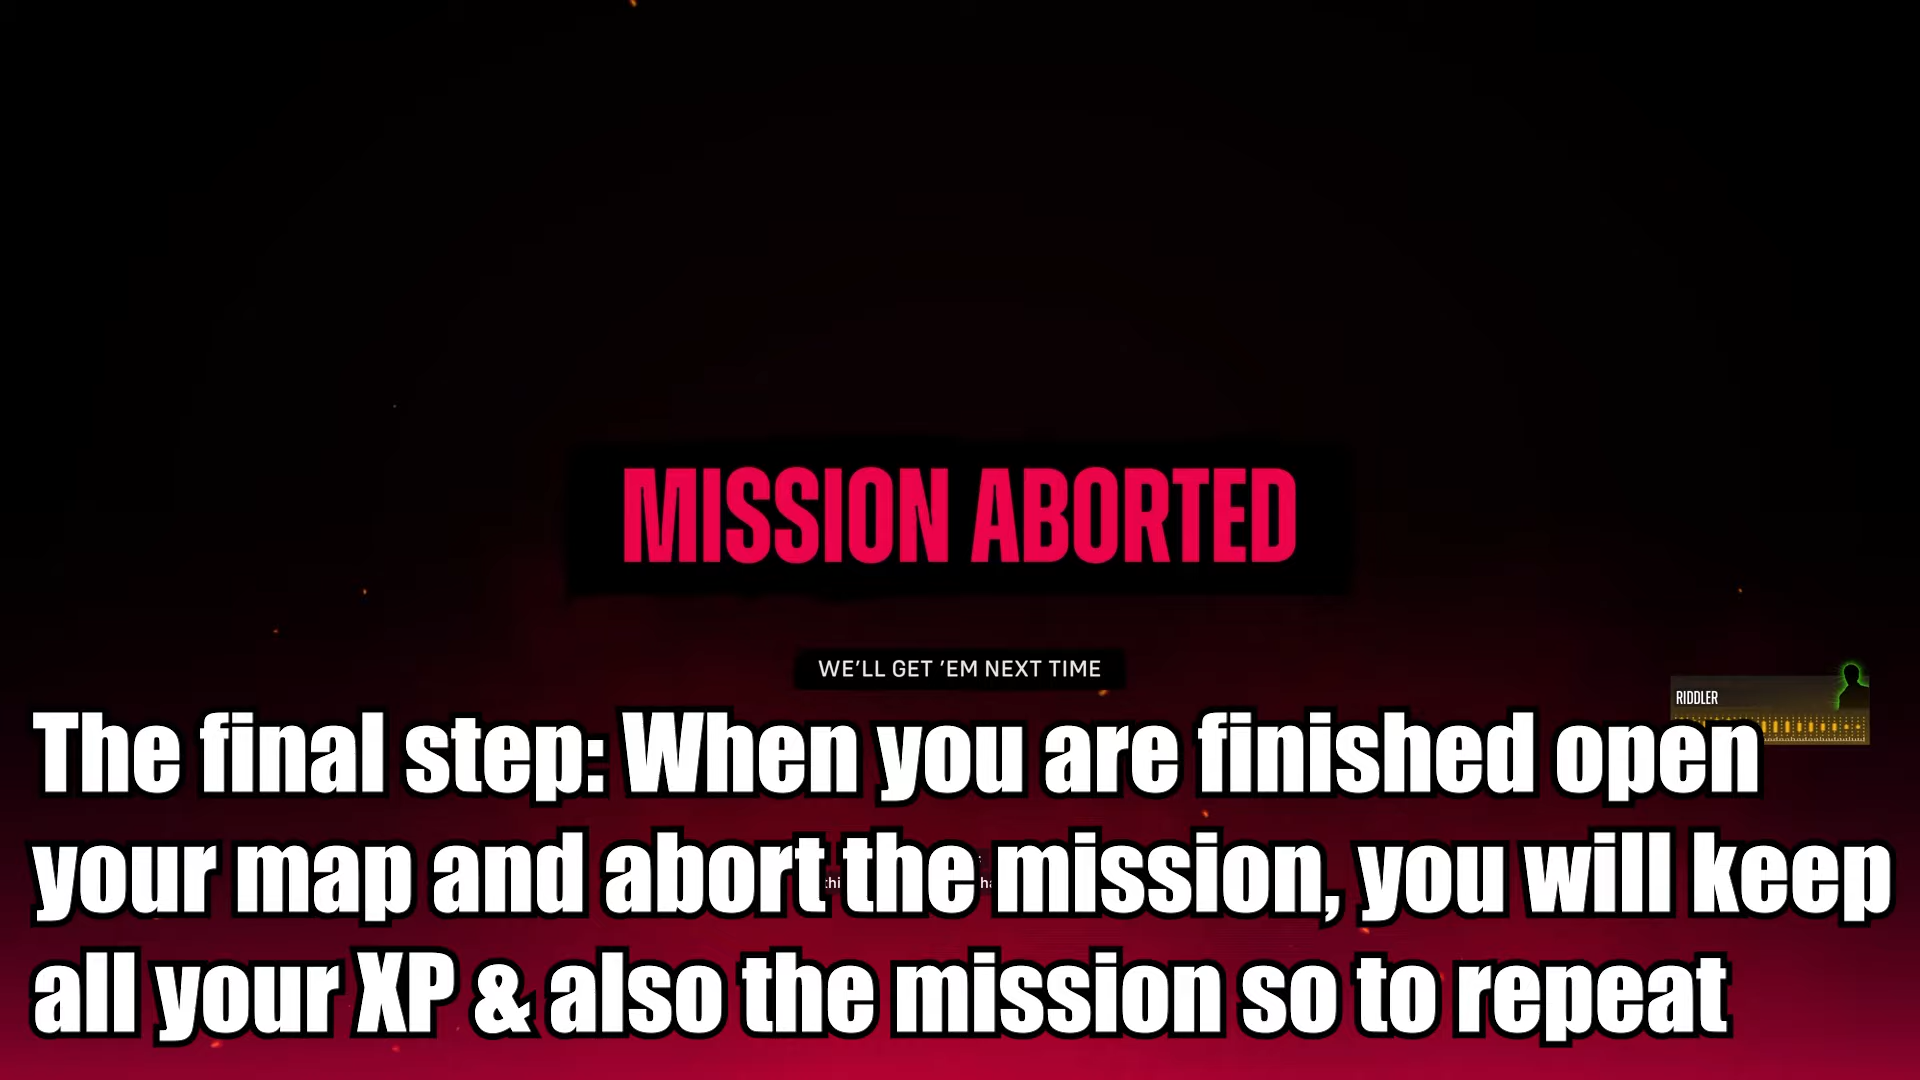 MISSION ABORTED
WE'LL GET 'EM NEXT TIME
RIDDLER
The final step: When you are finished open
your map and abort the mission, you will keep
all your XP & also the mission so to repeat